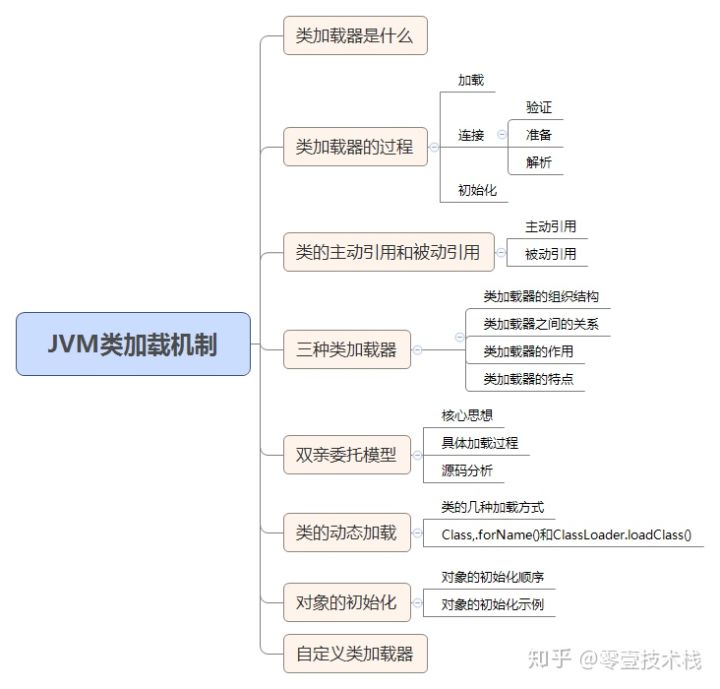 JVM类加载机制
类加载器是什么
类加载器的过程
加载
连接
验证
准备
解析
初始化
类的主动引用和被动引用
主动引用
被动引用
三种类加载器
类加载器的组织结构
类加载器之间的关系
类加载器的作用
类加载器的特点
双亲委托模型
核心思想
具体加载过程
源码分析
类的动态加载
类的几种加载方式
Class,.forName()和ClassLoader.loadClass()
对象的初始化
对象的初始化顺序
对象的初始化示例
自定义类加载器
知乎 @零壹技术栈